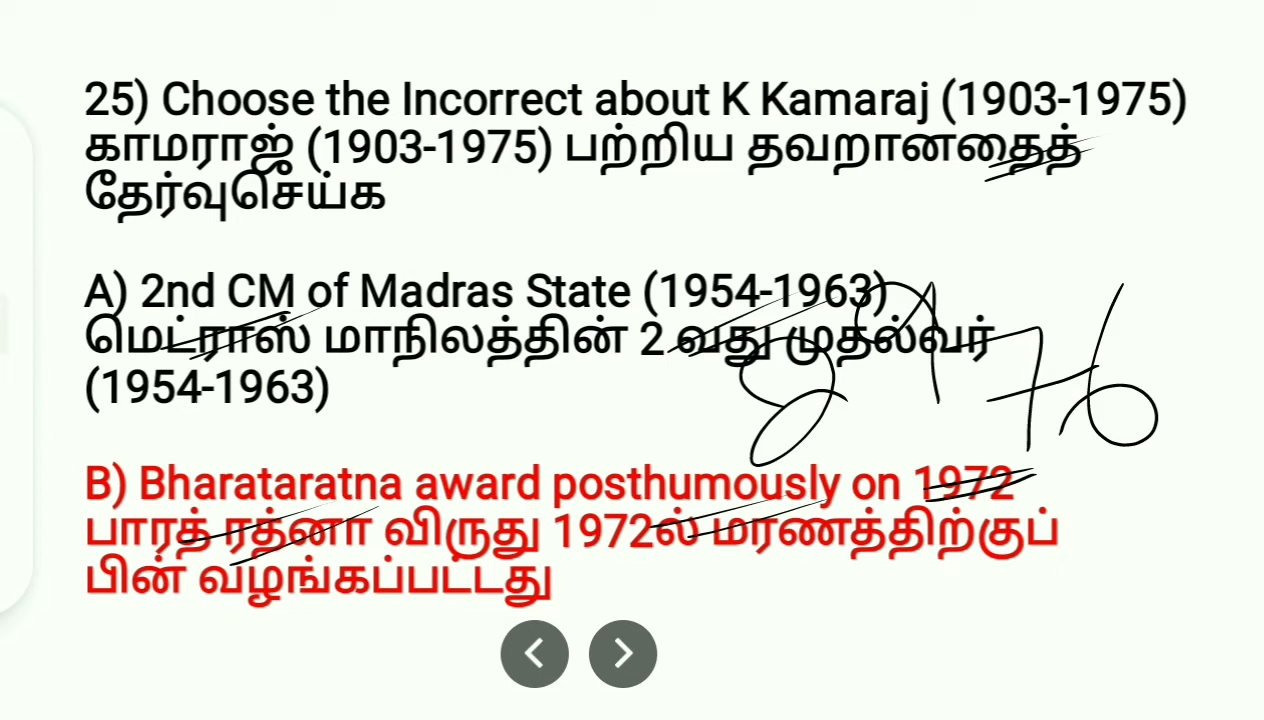 25) Choose the Incorrect about K Kamaraj (1903-1975)
காமராஜ் (1903-1975) பற்றிய தவறானதைத்
தேர்வுசெய்க
A) 2nd CM of Madras State (1954-1963)
மெட்ராஸ் மாநிலத்தின் 2 வது முதல்வர்
(1954-1963)
1976
B) Bharataratna award posthumously on 1972
பாரத் ரத்னா விருது 1972ல் மரணத்திற்குப்
பின் வழங்கப்பட்டது